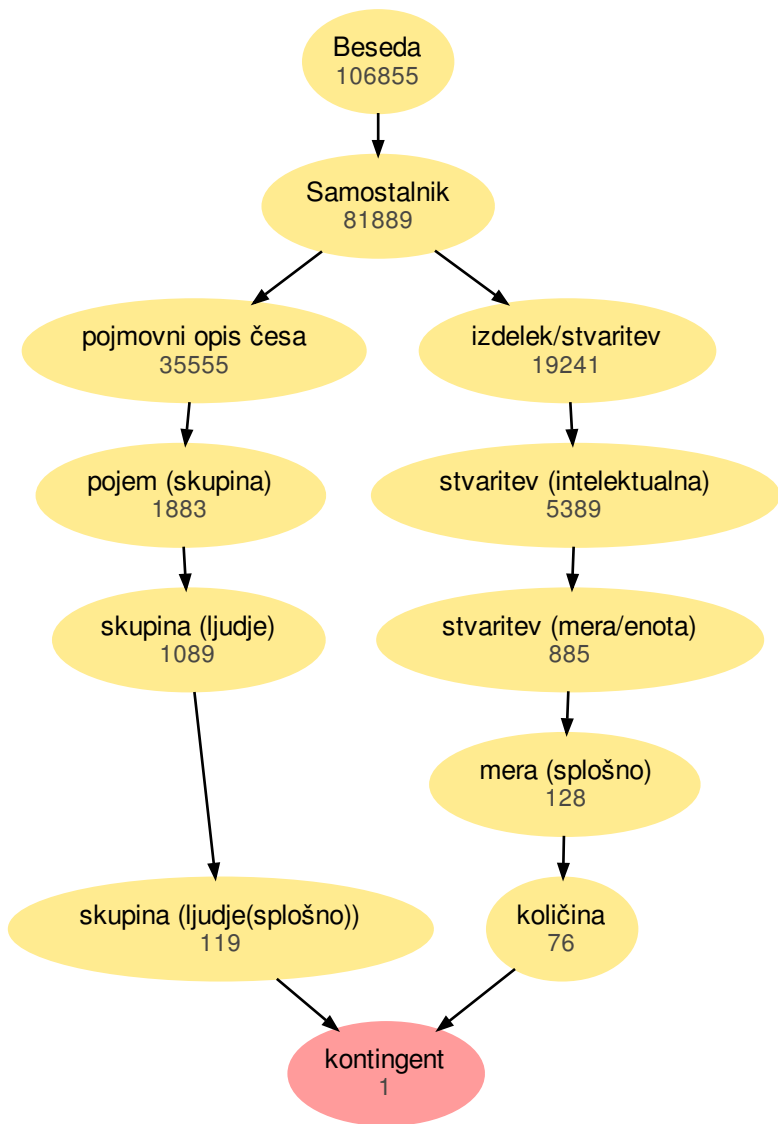 Beseda
106855
Samostalnik
81889
pojmovni opis česa
35555
izdelek/stvaritev
19241
pojem (skupina)
1883
stvaritev (intelektualna)
5389
skupina (ljudje)
1089
stvaritev (mera/enota)
885
mera (splošno)
128
skupina (ljudje(splošno))
119
količina
76
kontingent
1